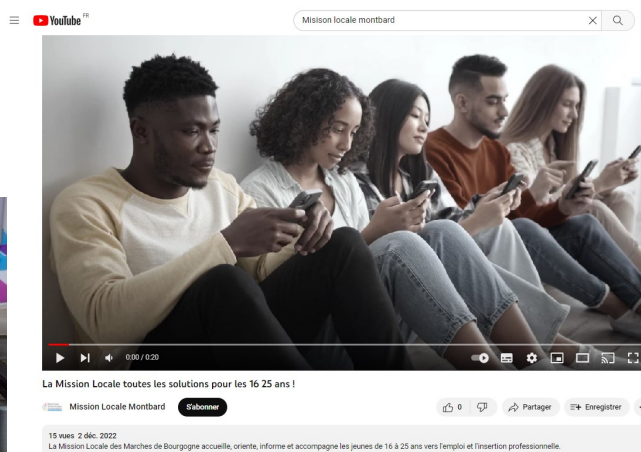 YouTube FR
Misison locale montbard
0:00 / 0:20
La Mission Locale toutes les solutions pour les 16 25 ans !
Mission Locale Montbard
S'abonner
0
Partager
Enregistrer
15 vues 2 déc. 2022
La Mission Locale des Marches de Bourgogne accueille, oriente, informe et accompagne les jeunes de 16 à 25 ans vers l'emploi et l'insertion professionnelle.